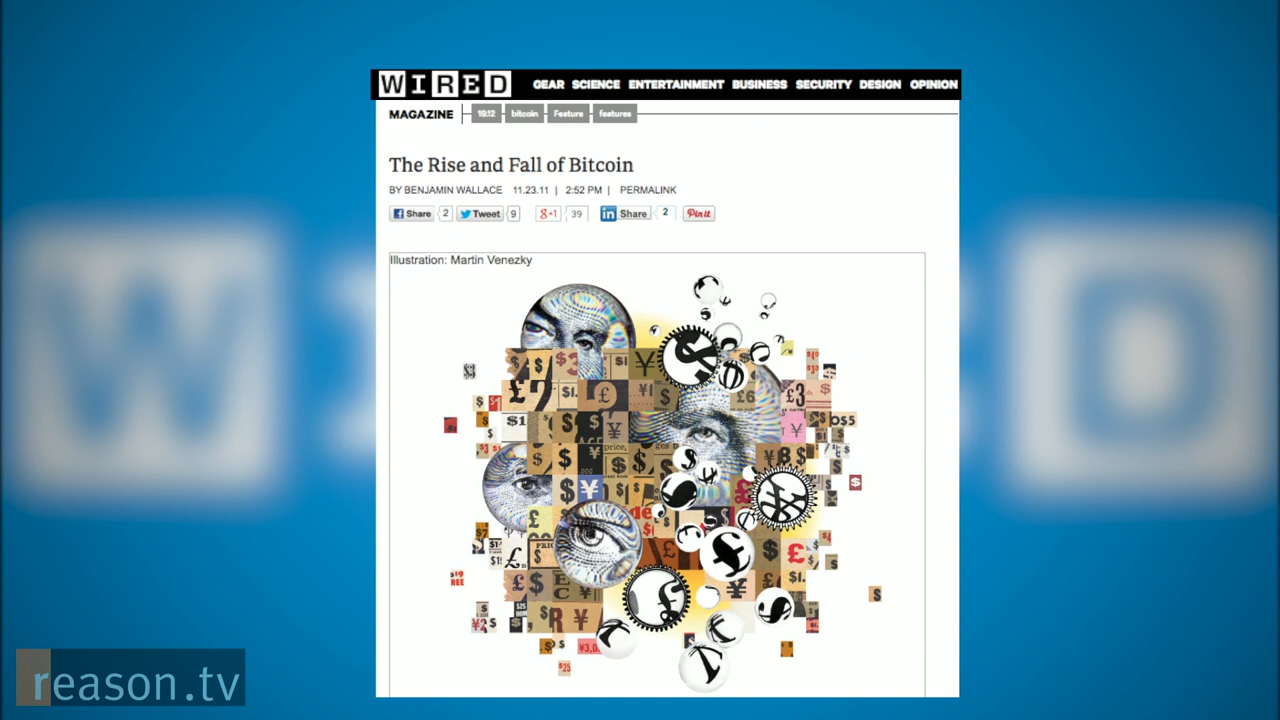 WIRED GEAR SCIENCE ENTERTAINMENT BUSINESS SECURITY DESIGN OPINION
MAGAZINE 19.12 bitcoin Feature features
The Rise and Fall of Bitcoin
BY BENJAMIN WALLACE 11.23.11 | 2:52 PM | PERMALINK
Share 2 Tweet 9 g+1 39 in Share 2 Pin it
Illustration: Martin Venezky
reason.tv